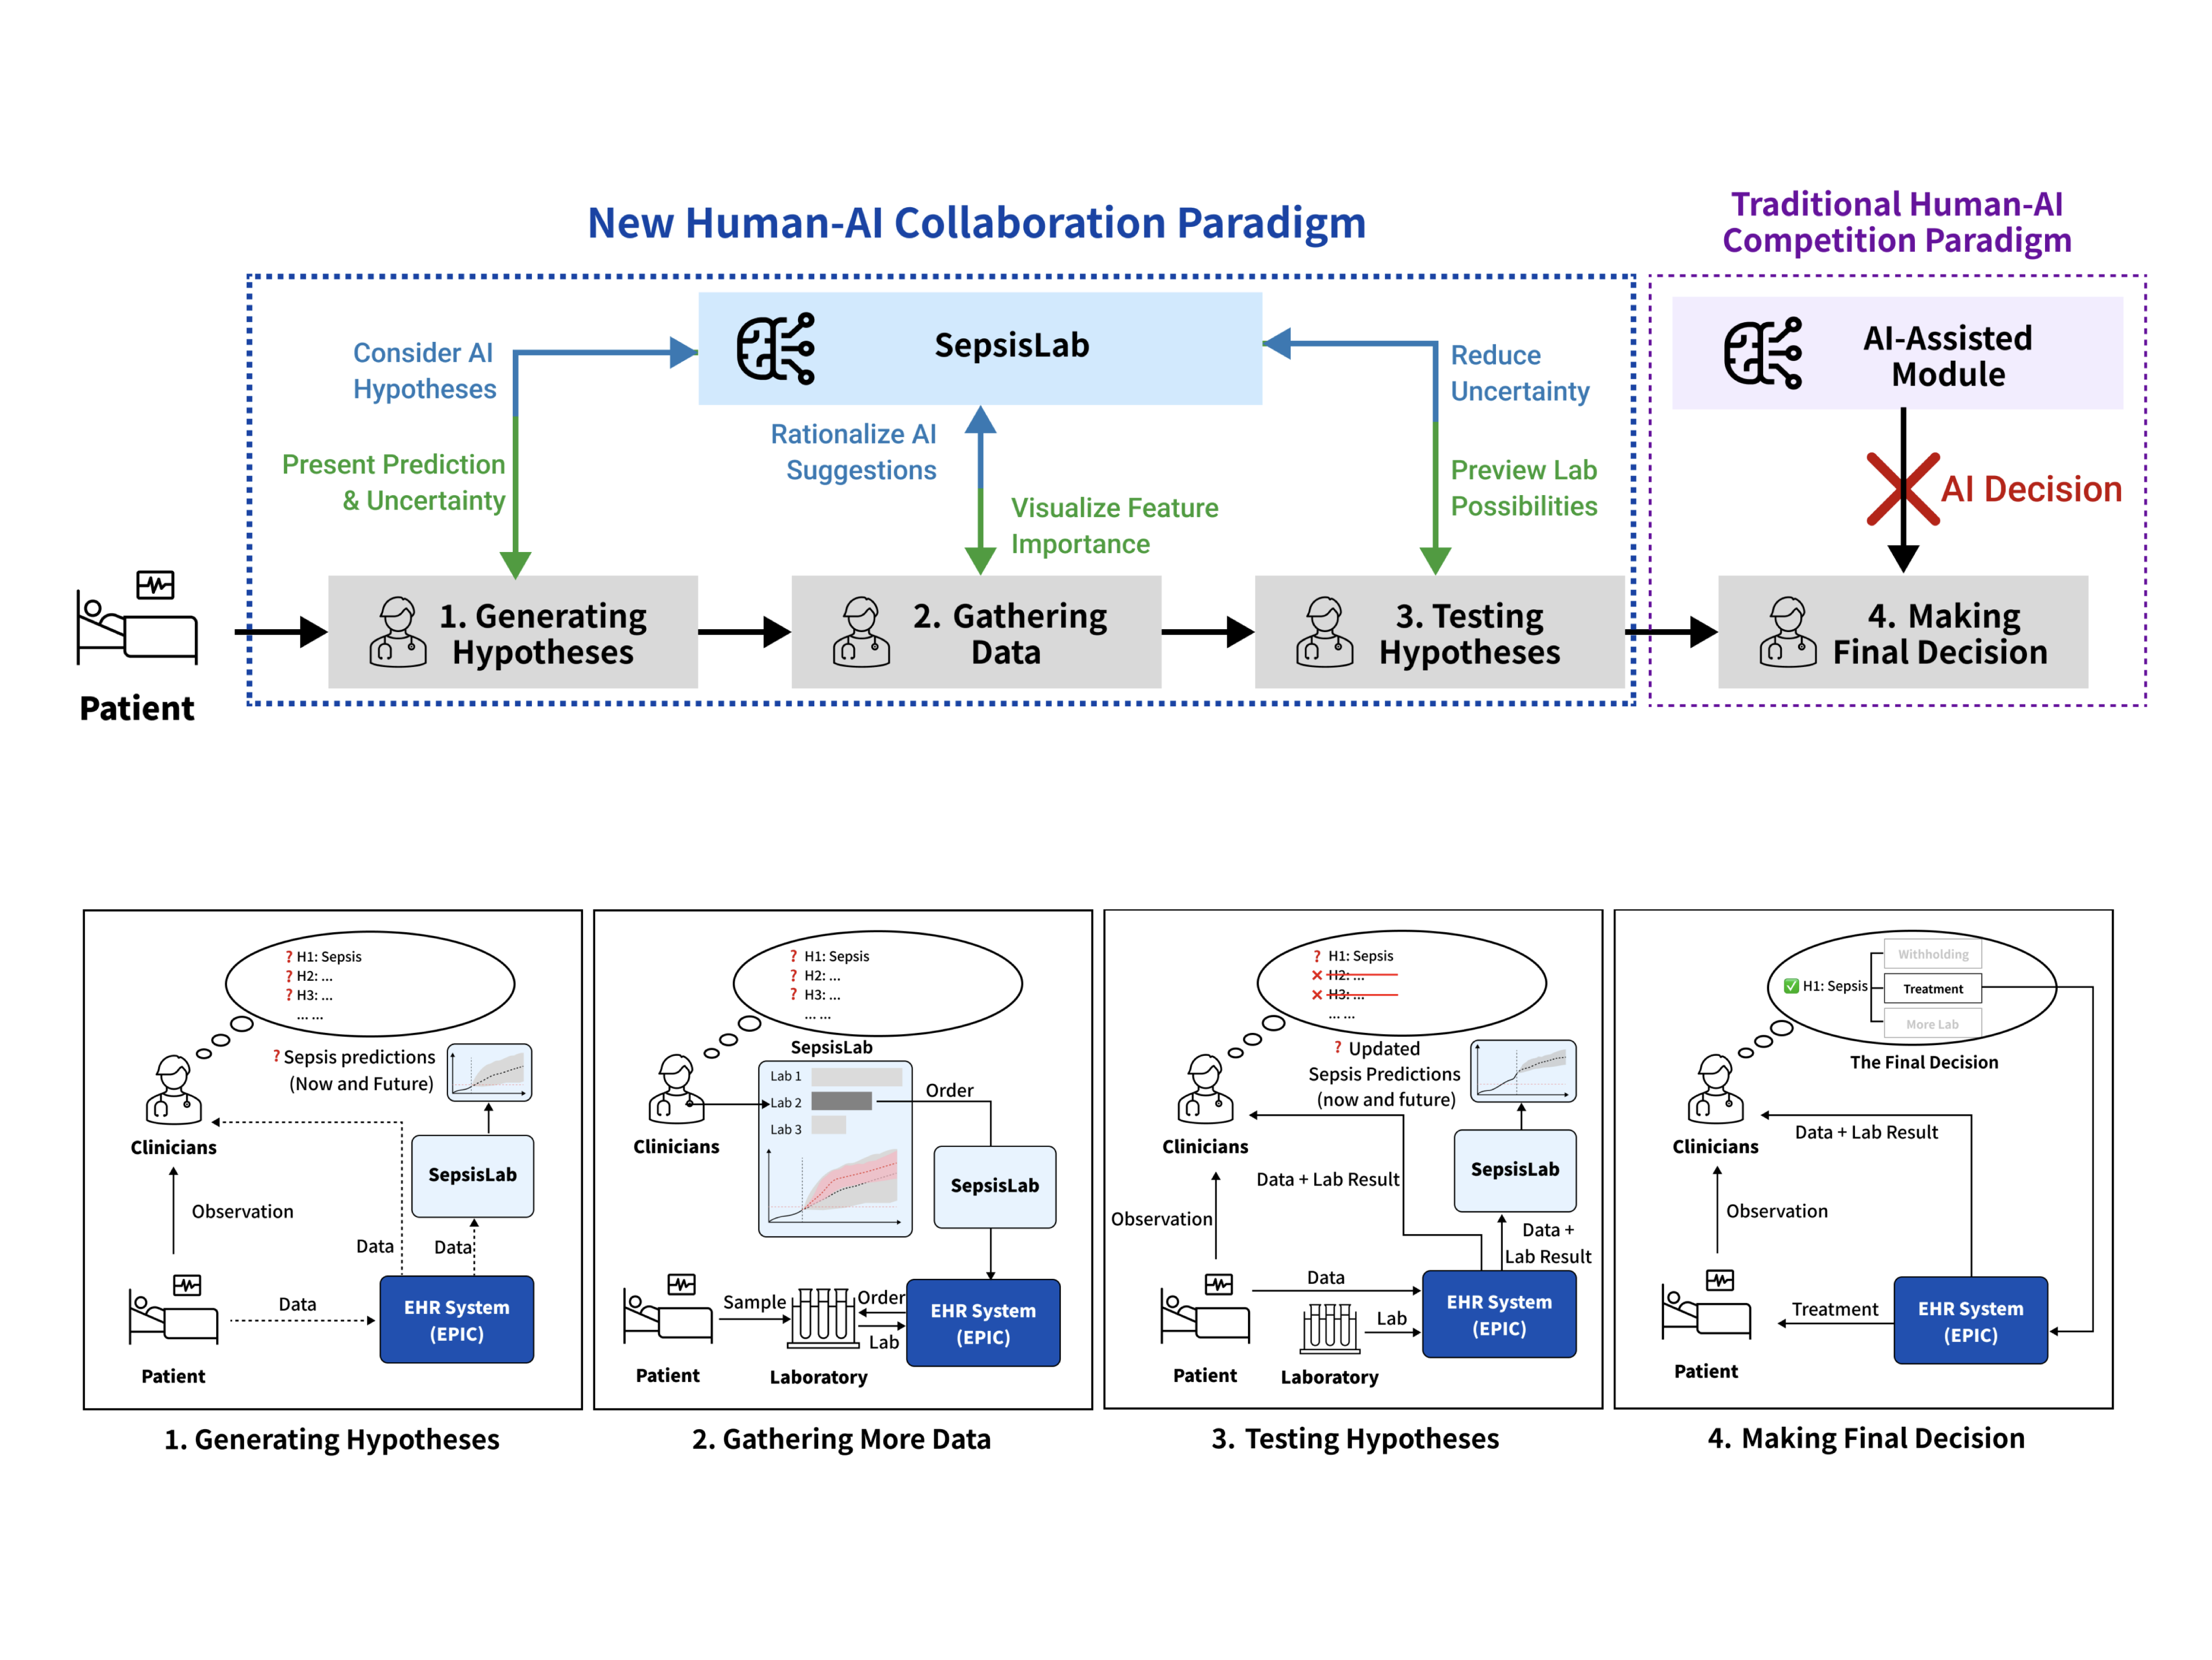 New Human-AI Collaboration Paradigm
Traditional Human-AI
Competition Paradigm
SepsisLab
AI-Assisted
Module
Consider AI
Hypotheses
Present Prediction
& Uncertainty
Rationalize AI
Suggestions
Visualize Feature
Importance
Reduce
Uncertainty
Preview Lab
Possibilities
AI Decision
Patient
1. Generating
Hypotheses
2. Gathering
Data
3. Testing
Hypotheses
4. Making
Final Decision
? H1: Sepsis
? H2: ...
? H3: ...
... ...
? Sepsis predictions
(Now and Future)
Clinicians
SepsisLab
Observation
Data
Data
Data
EHR System
(EPIC)
Patient
1. Generating Hypotheses
? H1: Sepsis
? H2: ...
? H3: ...
... ...
SepsisLab
Lab 1
Lab 2
Lab 3
Order
Clinicians
SepsisLab
Sample
Order
Lab
EHR System
(EPIC)
Patient
Laboratory
2. Gathering More Data
? H1: Sepsis
× H2: ...
× H3: ...
... ...
? Updated
Sepsis Predictions
(now and future)
Clinicians
SepsisLab
Data + Lab Result
Observation
Data +
Lab Result
Data
Lab
EHR System
(EPIC)
Patient
Laboratory
3. Testing Hypotheses
Withholding
✅ H1: Sepsis
Treatment
More Lab
The Final Decision
Clinicians
Data + Lab Result
Observation
Treatment
EHR System
(EPIC)
Patient
4. Making Final Decision